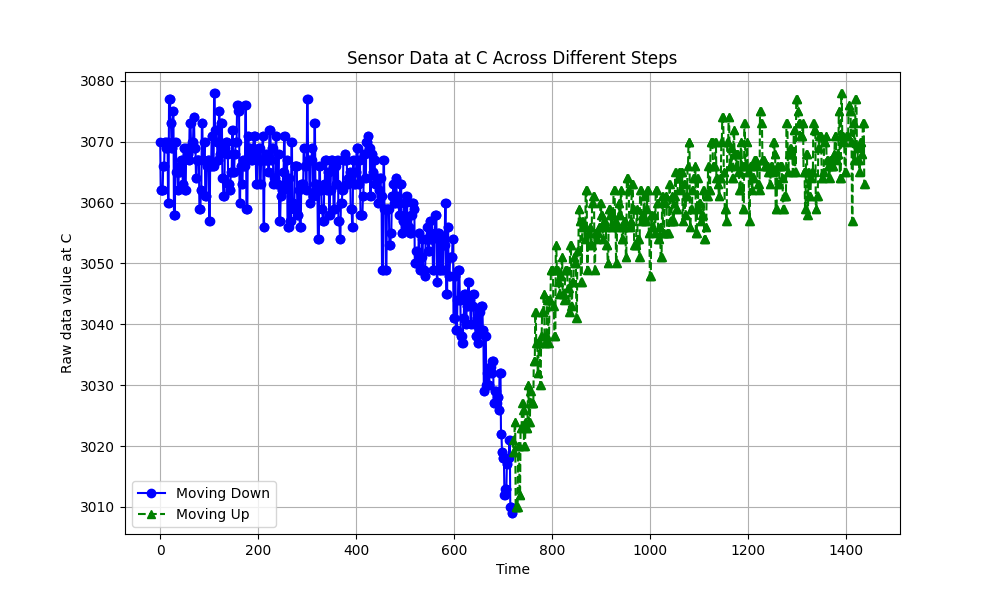 Sensor Data at C Across Different Steps
Raw data value at C
3080
3070
3060
3050
3040
3030
3020
3010
Moving Down
Moving Up
0 200 400 600 800 1000 1200 1400
Time